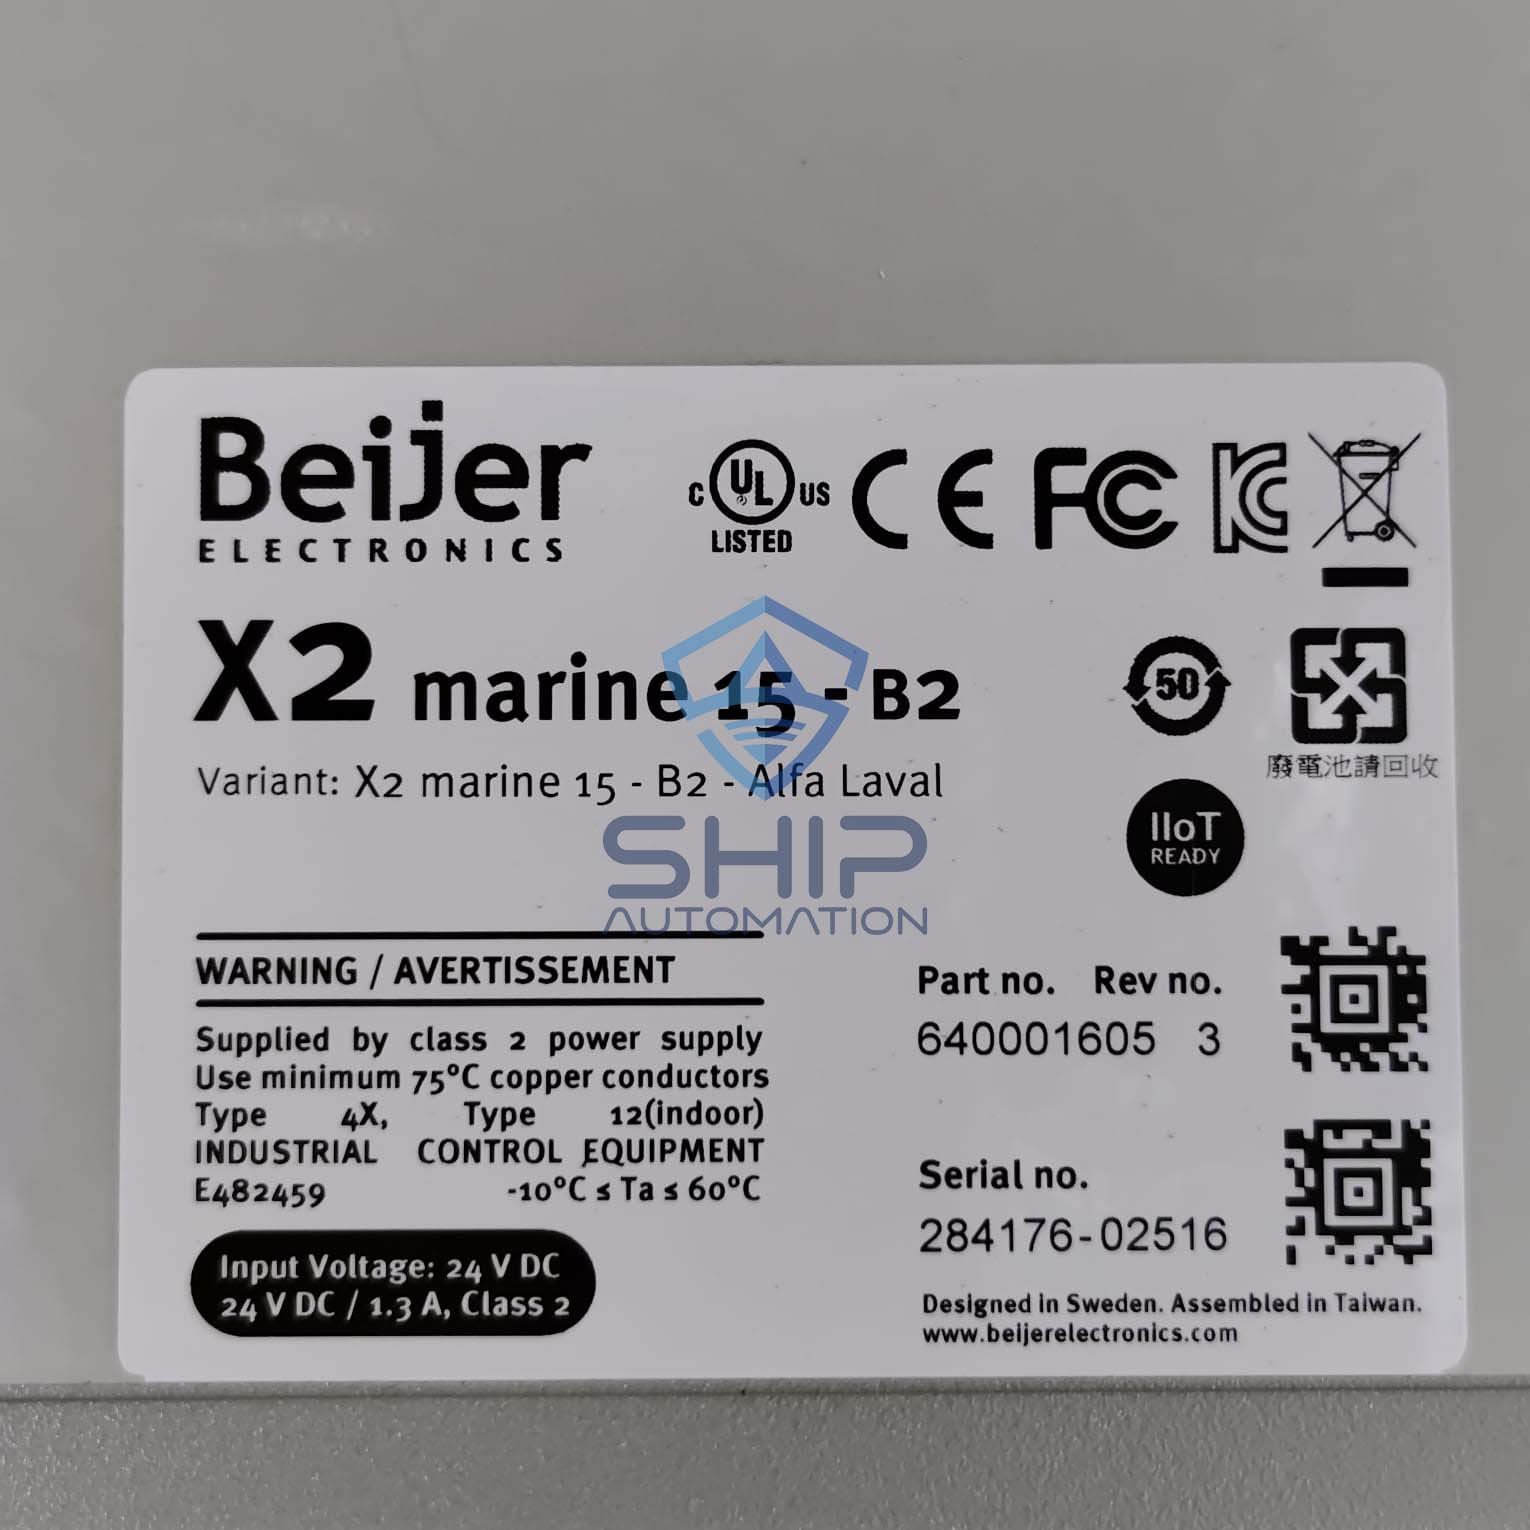 Beijer
ELECTRONICS
C UL US
LISTED
CE FC KC
X2 marine 15 - B2
50
Variant: X2 marine 15 - B2 - Alfa Laval
廢電池請回收
IIoT
READY
SHIP
AUTOMATION
WARNING / AVERTISSEMENT
Supplied by class 2 power supply
Use minimum 75°C copper conductors
Type 4X, Type 12(indoor)
INDUSTRIAL CONTROL EQUIPMENT
E482459 -10°C ≤ Ta ≤ 60°C
Input Voltage: 24 V DC
24 V DC / 1.3 A, Class 2
Part no. Rev no.
640001605 3
Serial no.
284176-02516
Designed in Sweden. Assembled in Taiwan.
www.beijerelectronics.com